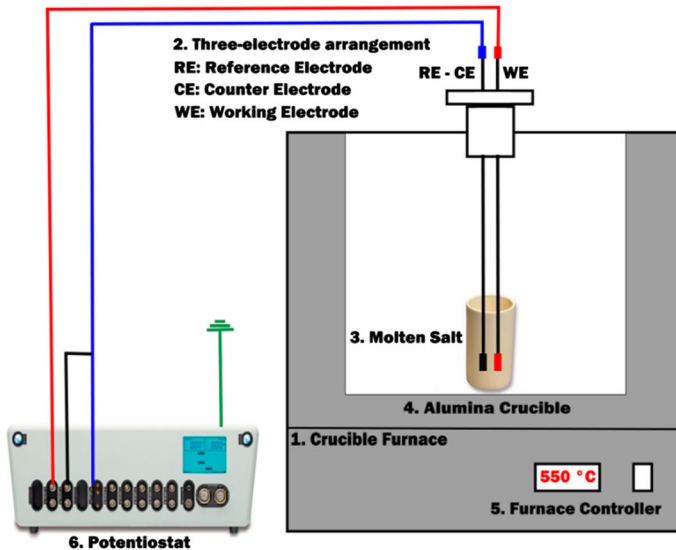 2. Three-electrode arrangement
RE: Reference Electrode
CE: Counter Electrode
WE: Working Electrode
RE - CE
WE
3. Molten Salt
4. Alumina Crucible
1. Crucible Furnace
550 °C
5. Furnace Controller
6. Potentiostat